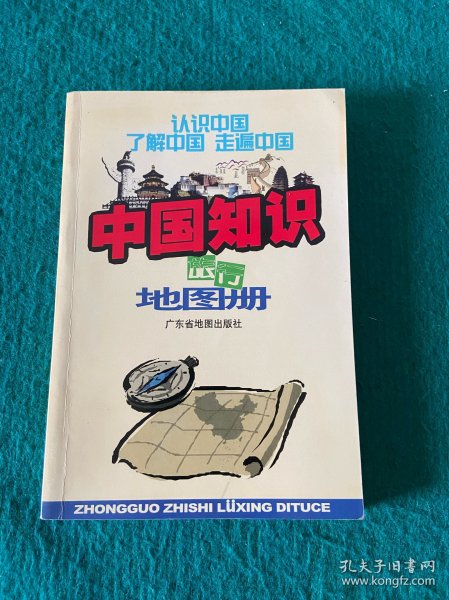 认识中国
了解中国 走遍中国
中国知识
旅行
地图册
广东省地图出版社
ZHONGGUO ZHISHI LÜXING DITUCE
孔夫子旧书网
www.kongfz.com